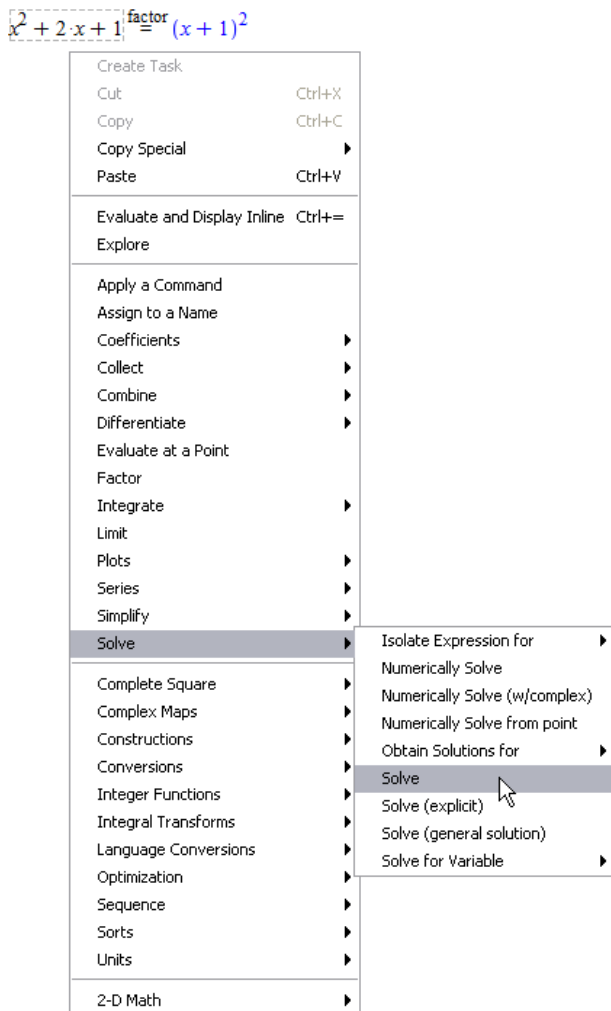 x² + 2·x + 1 factor= (x + 1)²
Create Task
Cut Ctrl+X
Copy Ctrl+C
Copy Special
Paste Ctrl+V
Evaluate and Display Inline Ctrl+=
Explore
Apply a Command
Assign to a Name
Coefficients
Collect
Combine
Differentiate
Evaluate at a Point
Factor
Integrate
Limit
Plots
Series
Simplify
Solve
Isolate Expression for
Numerically Solve
Numerically Solve (w/complex)
Numerically Solve from point
Obtain Solutions for
Solve
Solve (explicit)
Solve (general solution)
Solve for Variable
Complete Square
Complex Maps
Constructions
Conversions
Integer Functions
Integral Transforms
Language Conversions
Optimization
Sequence
Sorts
Units
2-D Math